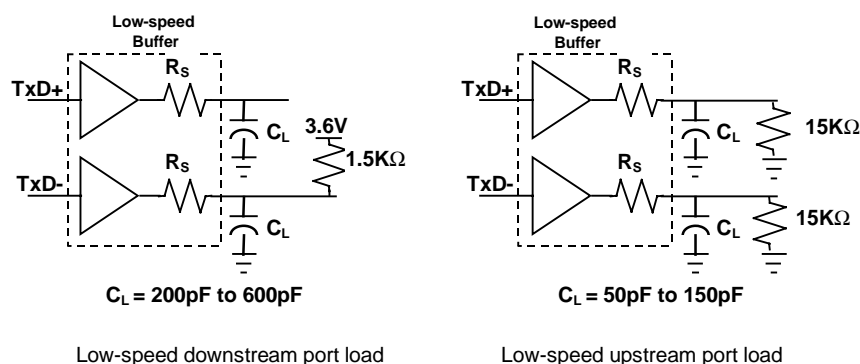 Low-speed
Buffer
TxD+
RS
CL
3.6V
1.5KΩ
TxD-
RS
CL
CL = 200pF to 600pF
Low-speed downstream port load
Low-speed
Buffer
TxD+
RS
CL
15KΩ
TxD-
RS
CL
15KΩ
CL = 50pF to 150pF
Low-speed upstream port load